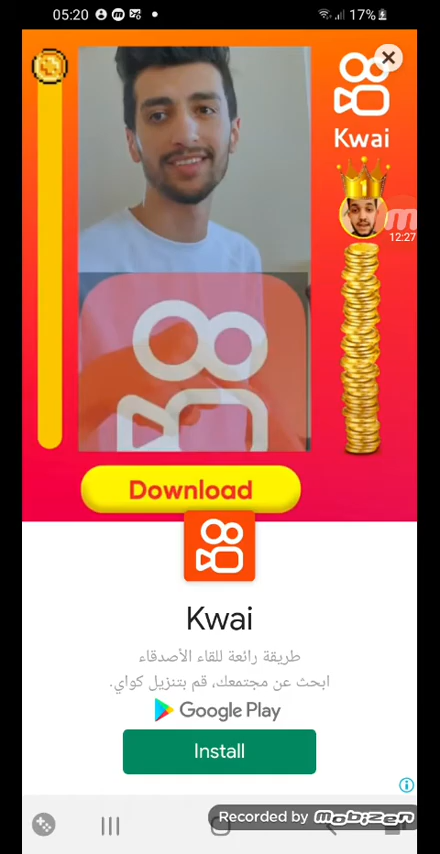 05:20
17%
Kwai
12:27
Download
Kwai
طريقة رائعة للقاء الأصدقاء
ابحث عن مجتمعك، قم بتنزيل كواي.
Google Play
Install
Recorded by mobizen